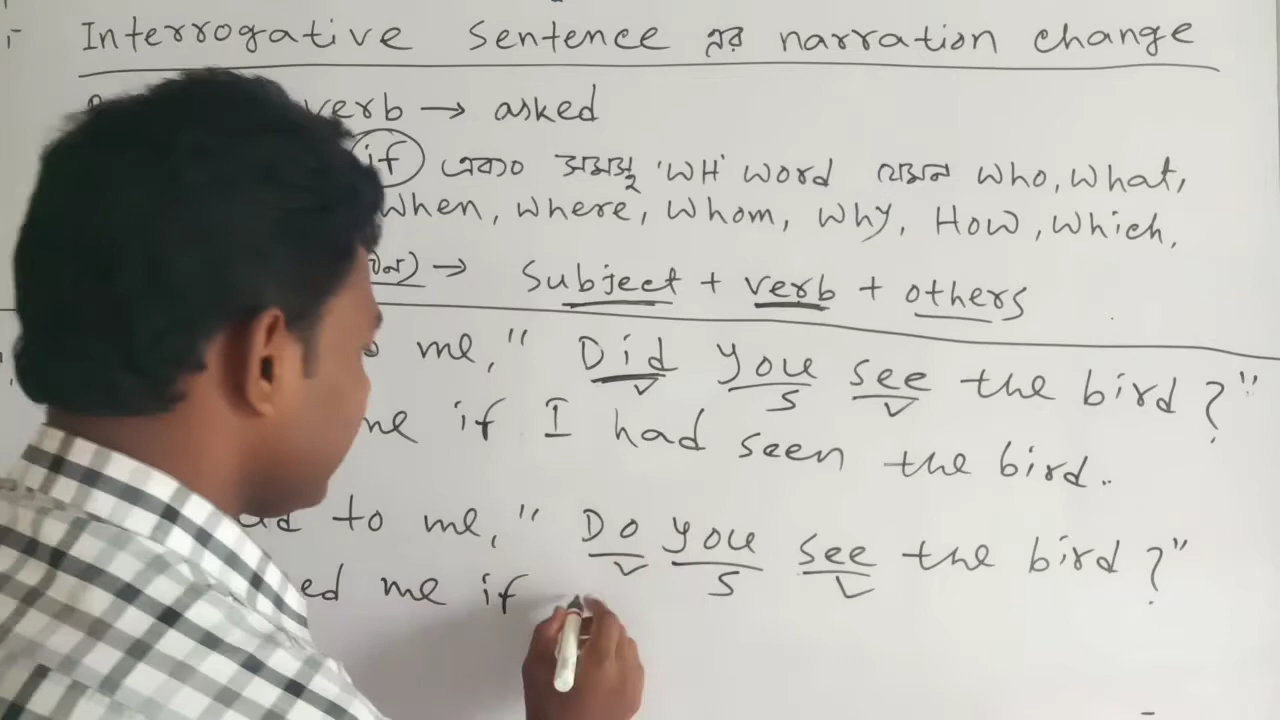 Interrogative Sentence এর narration change
verb → asked
if এবং সমস্ত 'WH' word যেমন who, what,
when, where, whom, why, How, which,
→ Subject + verb + others
me, " Did you see the bird ?"
V S V
me if I had seen the bird.
to me, " Do you see the bird ?"
V S V
ed me if